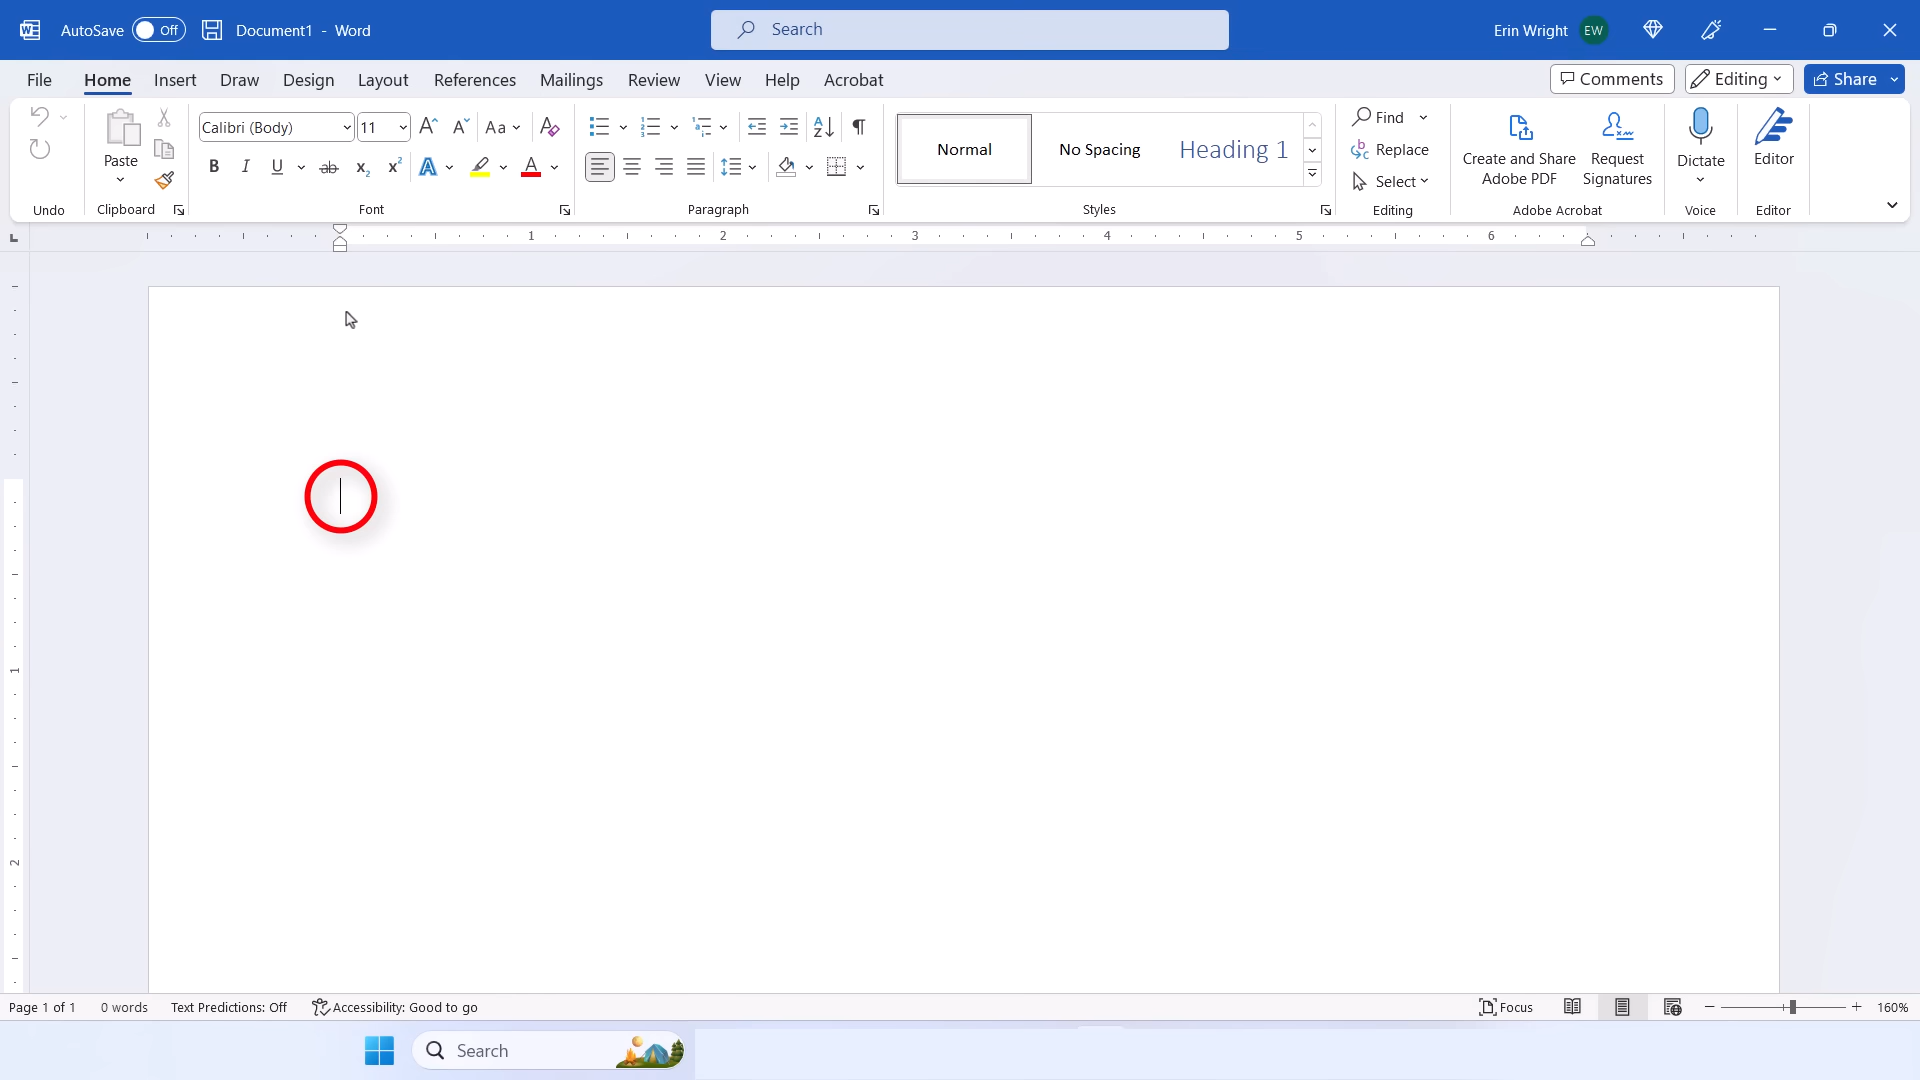 AutoSave Off Document1 - Word Search Erin Wright EW
File Home Insert Draw Design Layout References Mailings Review View Help Acrobat Comments Editing Share
Paste
Clipboard
Undo
Calibri (Body) 11
Aa
B I U ab x2 x2 A A
Font
Paragraph
Normal
No Spacing
Heading 1
Styles
Find
Replace
Select
Editing
Create and Share
Adobe PDF
Request
Signatures
Adobe Acrobat
Dictate
Voice
Editor
Editor
1 2 3 4 5 6
1
2
Page 1 of 1 0 words Text Predictions: Off Accessibility: Good to go Focus 160%
Search